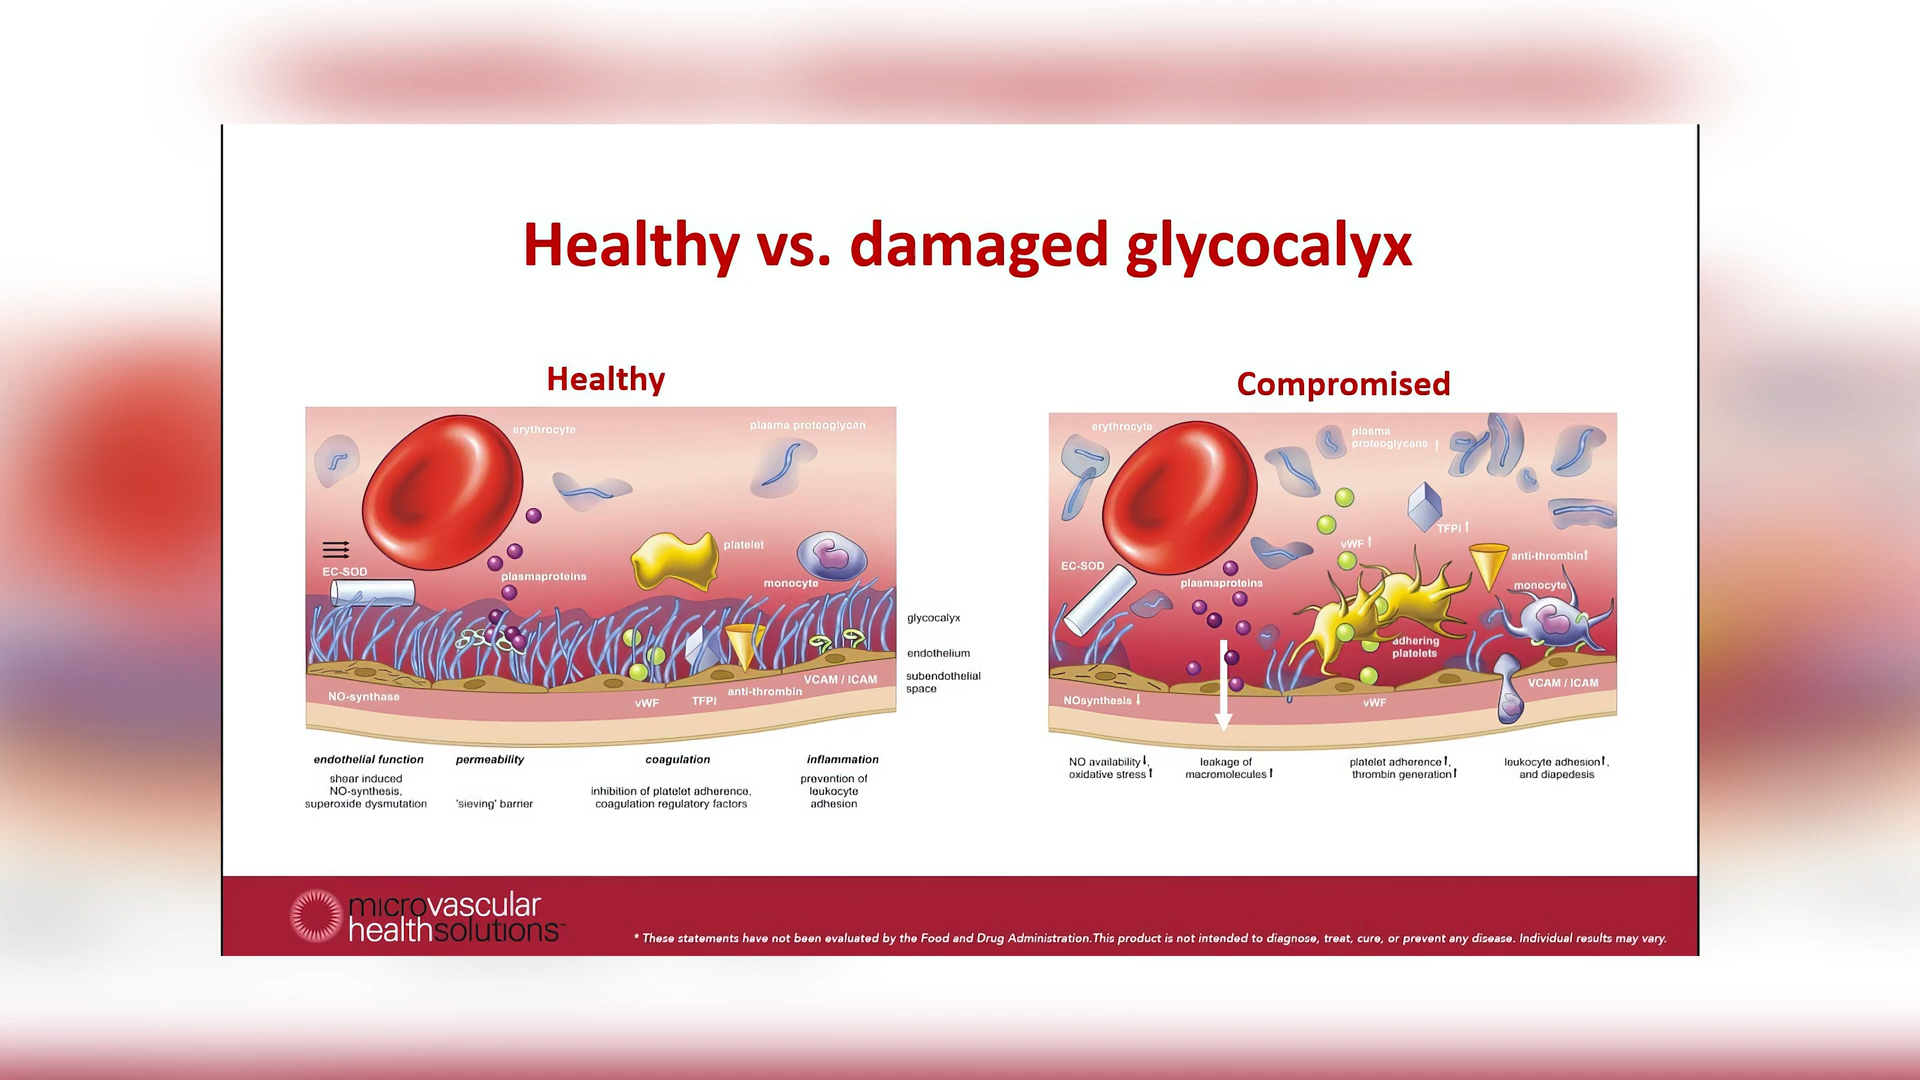 Healthy vs. damaged glycocalyx
Healthy
erythrocyte
plasma proteoglycan
platelet
EC-SOD
plasmaproteins
monocyte
glycocalyx
endothelium
subendothelial
space
NO-synthase
vWF
TFPI
anti-thrombin
VCAM / ICAM
endothelial function
shear induced
NO-synthesis,
superoxide dysmutation
permeability
'sieving' barrier
coagulation
inhibition of platelet adherence,
coagulation regulatory factors
inflammation
prevention of
leukocyte
adhesion
Compromised
erythrocyte
plasma
proteoglycans ↑
TFPI ↑
vWF ↑
anti-thrombin↑
EC-SOD
plasmaproteins
monocyte
adhering
platelets
NOsynthesis ↓
vWF
VCAM / ICAM
NO availability↓,
oxidative stress↑
leakage of
macromolecules↑
platelet adherence↑,
thrombin generation↑
leukocyte adhesion↑,
and diapedesis
microvascular
healthsolutions™
* These statements have not been evaluated by the Food and Drug Administration.This product is not intended to diagnose, treat, cure, or prevent any disease. Individual results may vary.